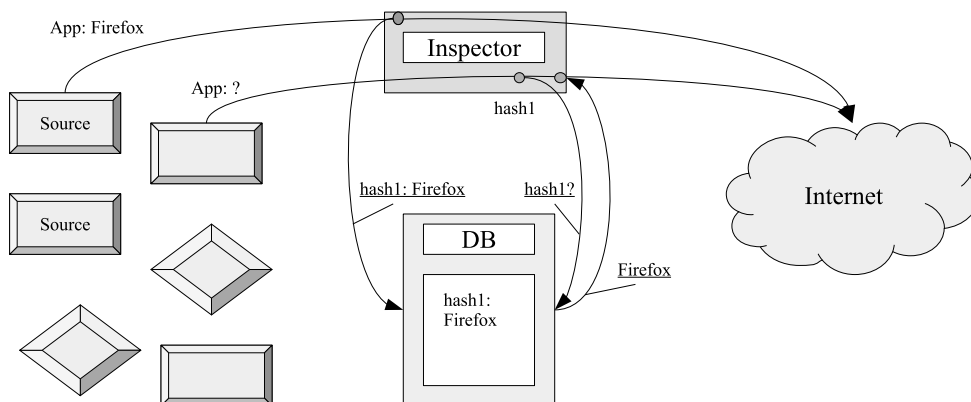 App: Firefox
Inspector
Source
App: ?
hash1
Source
hash1: Firefox
hash1?
Internet
DB
Firefox
hash1:
Firefox